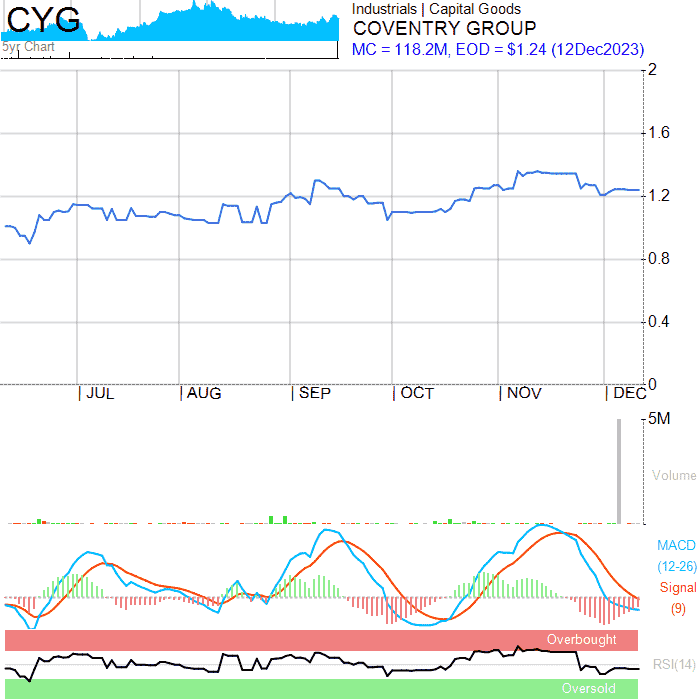 CYG
5yr Chart
Industrials | Capital Goods
COVENTRY GROUP
MC = 118.2M, EOD = $1.24 (12Dec2023)
2
1.6
1.2
0.8
0.4
0
| JUL | AUG | SEP | OCT | NOV | DEC
5M
Volume
MACD
(12-26)
Signal
(9)
Overbought
RSI(14)
Oversold